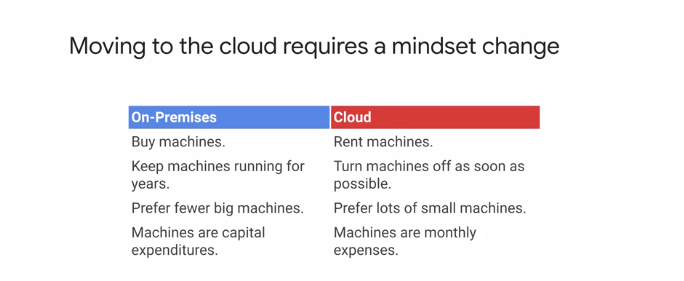 Moving to the cloud requires a mindset change
On-Premises Cloud
Buy machines. Rent machines.
Keep machines running for years. Turn machines off as soon as possible.
Prefer fewer big machines. Prefer lots of small machines.
Machines are capital expenditures. Machines are monthly expenses.